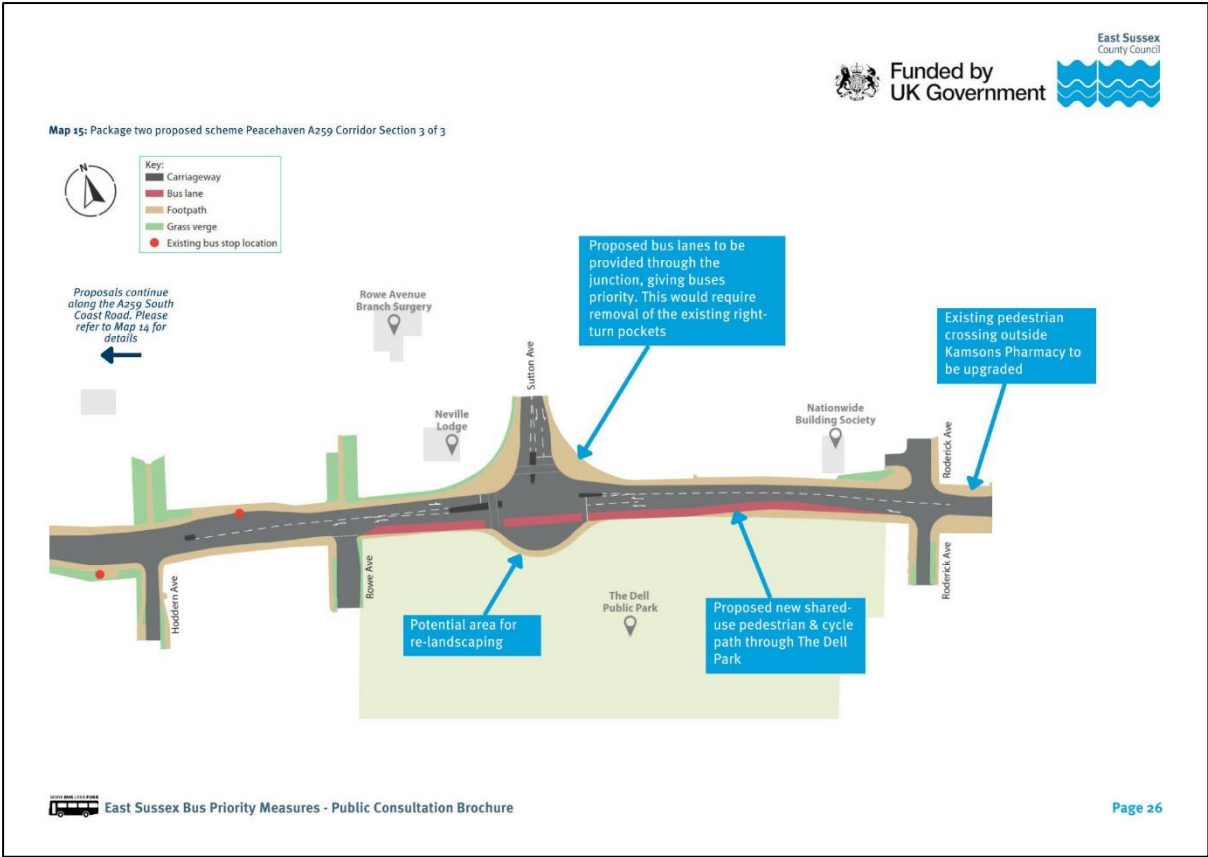 East Sussex
County Council
Funded by
UK Government
Map 15: Package two proposed scheme Peacehaven A259 Corridor Section 3 of 3
N
Key:
Carriageway
Bus lane
Footpath
Grass verge
Existing bus stop location
Proposals continue
along the A259 South
Coast Road. Please
refer to Map 14 for
details
Rowe Avenue
Branch Surgery
Sutton Ave
Proposed bus lanes to be
provided through the
junction, giving buses
priority. This would require
removal of the existing right-
turn pockets
Existing pedestrian
crossing outside
Kamsons Pharmacy to
be upgraded
Neville
Lodge
Nationwide
Building Society
Roderick Ave
Hoddern Ave
Rowe Ave
Roderick Ave
The Dell
Public Park
Potential area for
re-landscaping
Proposed new shared-
use pedestrian & cycle
path through The Dell
Park
East Sussex Bus Priority Measures - Public Consultation Brochure
Page 26